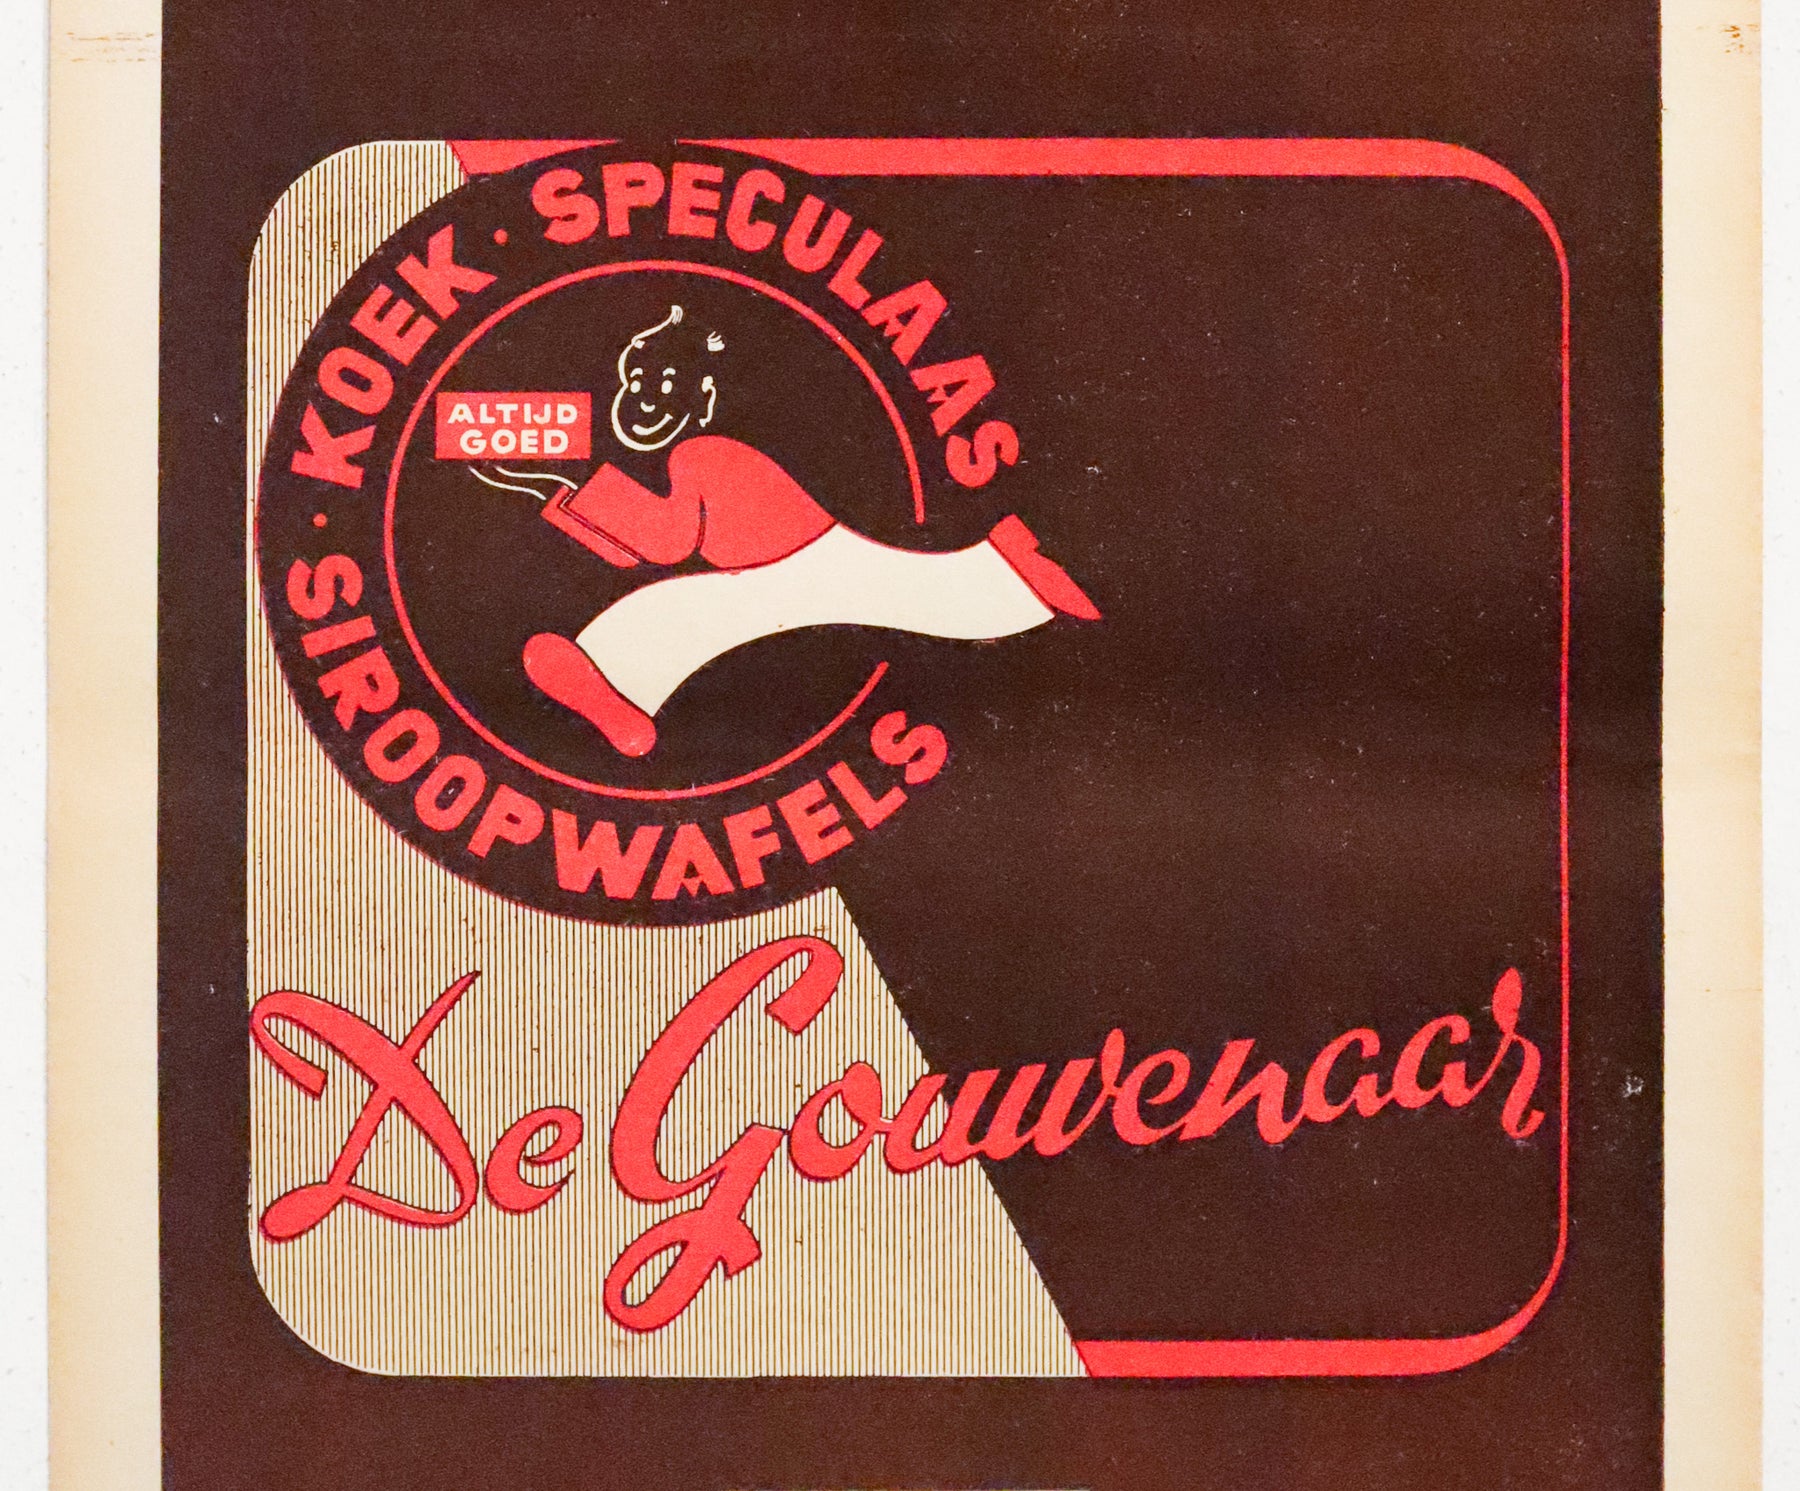 SIROOPWAFELS · KOEK · SPECULAAS
ALTIJD
GOED
De Gouwenaar